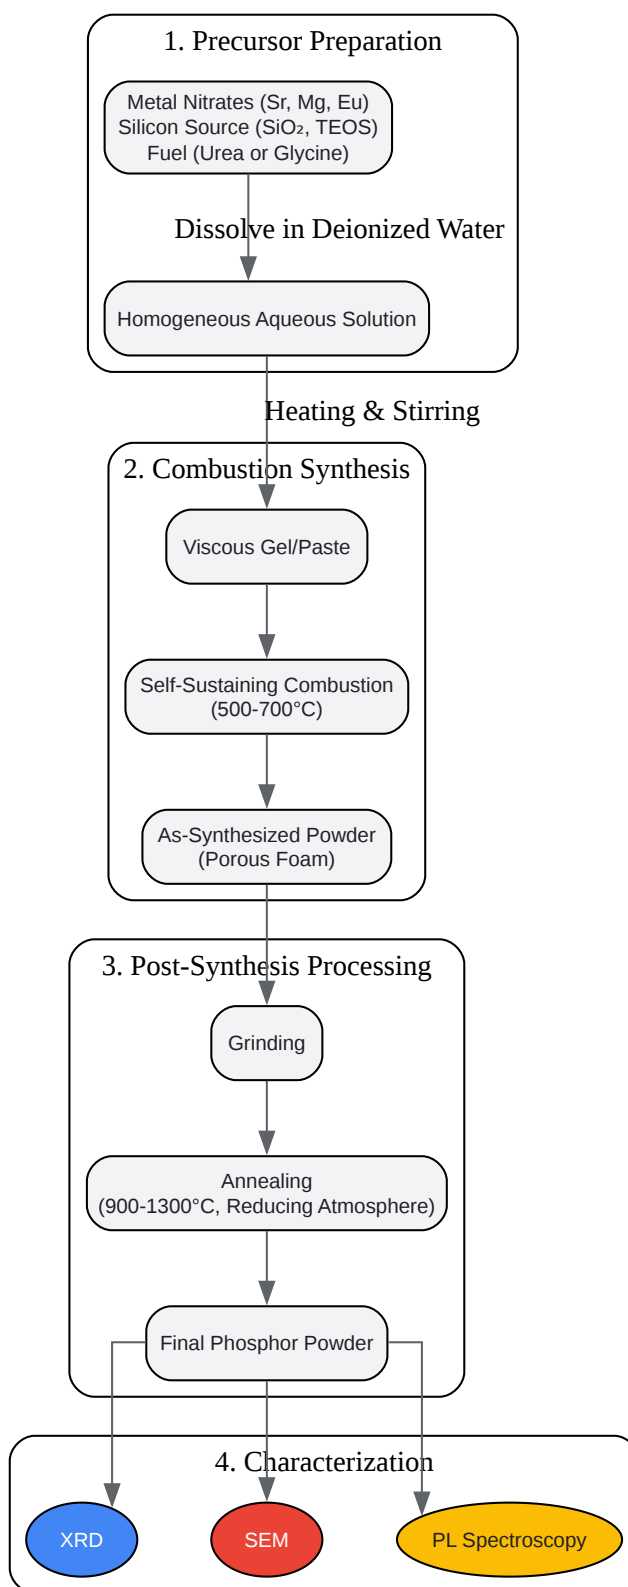 1. Precursor Preparation
Metal Nitrates (Sr, Mg, Eu)
Silicon Source (SiO₂, TEOS)
Fuel (Urea or Glycine)
Dissolve in Deionized Water
Homogeneous Aqueous Solution
Heating & Stirring
2. Combustion Synthesis
Viscous Gel/Paste
Self-Sustaining Combustion
(500-700°C)
As-Synthesized Powder
(Porous Foam)
3. Post-Synthesis Processing
Grinding
Annealing
(900-1300°C, Reducing Atmosphere)
Final Phosphor Powder
4. Characterization
XRD
SEM
PL Spectroscopy